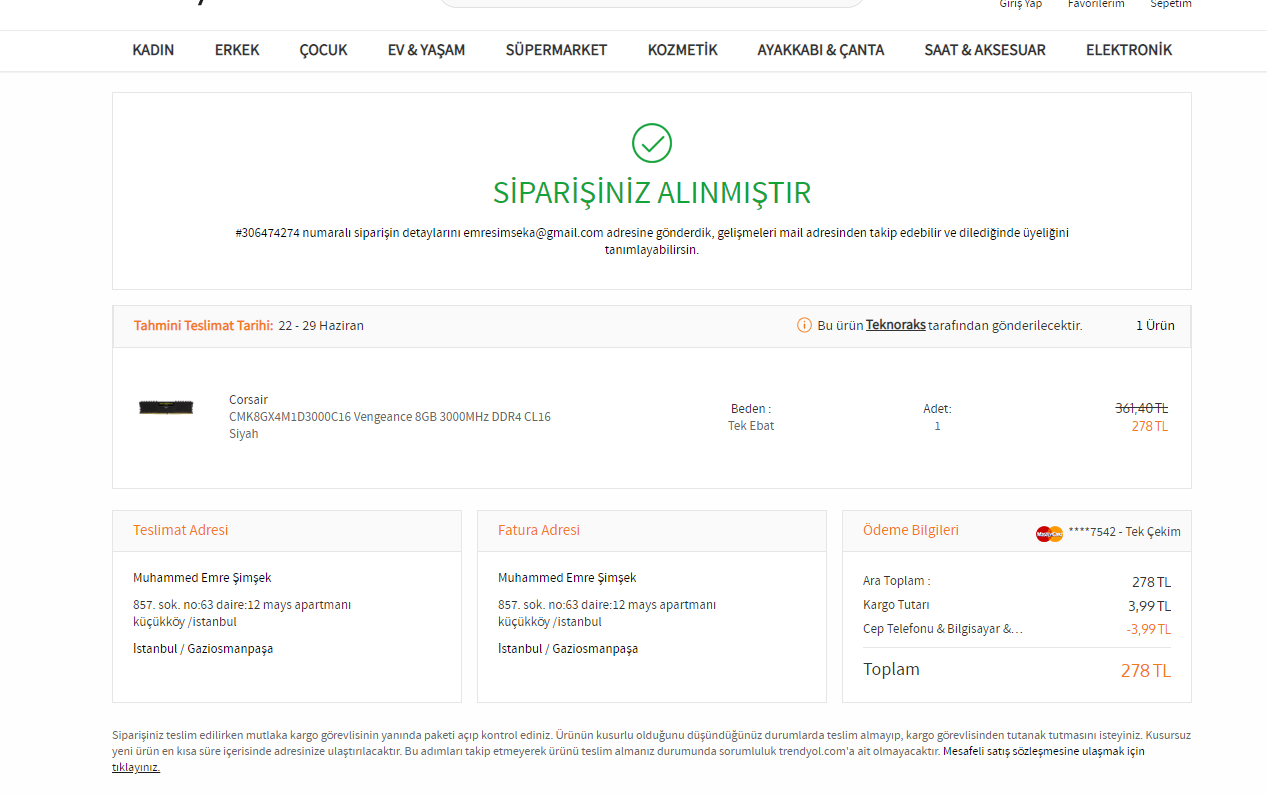 Giriş Yap Favorilerim Sepetim
KADIN ERKEK ÇOCUK EV & YAŞAM SÜPERMARKET KOZMETİK AYAKKABI & ÇANTA SAAT & AKSESUAR ELEKTRONİK
SİPARİŞİNİZ ALINMIŞTIR
#306474274 numaralı siparişin detaylarını emresimseka@gmail.com adresine gönderdik, gelişmeleri mail adresinden takip edebilir ve dilediğinde üyeliğini
tanımlayabilirsin.
Tahmini Teslimat Tarihi: 22 - 29 Haziran Bu ürün Teknoraks tarafından gönderilecektir. 1 Ürün
Corsair
CMK8GX4M1D3000C16 Vengeance 8GB 3000MHz DDR4 CL16
Siyah
Beden :
Tek Ebat
Adet:
1
361,40 TL
278 TL
Teslimat Adresi
Muhammed Emre Şimşek
857. sok. no:63 daire:12 mays apartmanı
küçükköy /istanbul
İstanbul / Gaziosmanpaşa
Fatura Adresi
Muhammed Emre Şimşek
857. sok. no:63 daire:12 mays apartmanı
küçükköy /istanbul
İstanbul / Gaziosmanpaşa
Ödeme Bilgileri MasterCard ****7542 - Tek Çekim
Ara Toplam : 278 TL
Kargo Tutarı 3,99 TL
Cep Telefonu & Bilgisayar &... -3,99 TL
Toplam 278 TL
Siparişiniz teslim edilirken mutlaka kargo görevlisinin yanında paketi açıp kontrol ediniz. Ürünün kusurlu olduğunu düşündüğünüz durumlarda teslim almayıp, kargo görevlisinden tutanak tutmasını isteyiniz. Kusursuz
yeni ürün en kısa süre içerisinde adresinize ulaştırılacaktır. Bu adımları takip etmeyerek ürünü teslim almanız durumunda sorumluluk trendyol.com'a ait olmayacaktır. Mesafeli satış sözleşmesine ulaşmak için
tıklayınız.